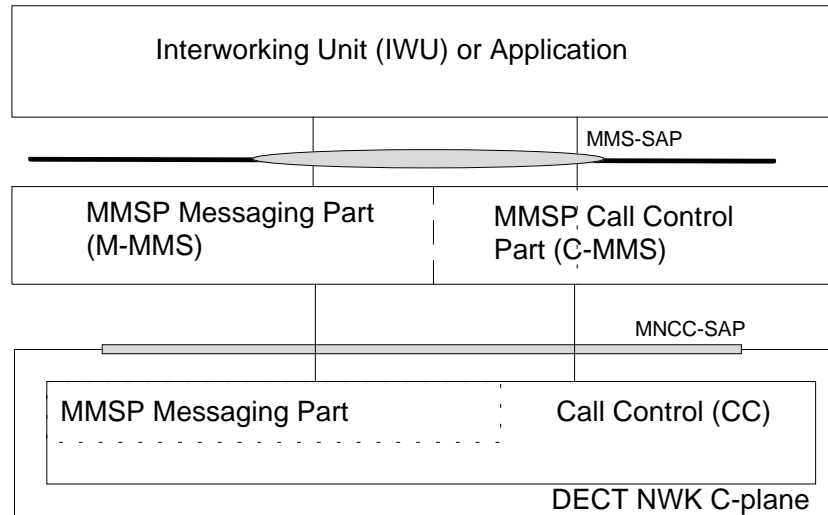 Interworking Unit (IWU) or Application
MMS-SAP
MMSP Messaging Part
(M-MMS)
MMSP Call Control
Part (C-MMS)
MNCC-SAP
MMSP Messaging Part
Call Control (CC)
DECT NWK C-plane